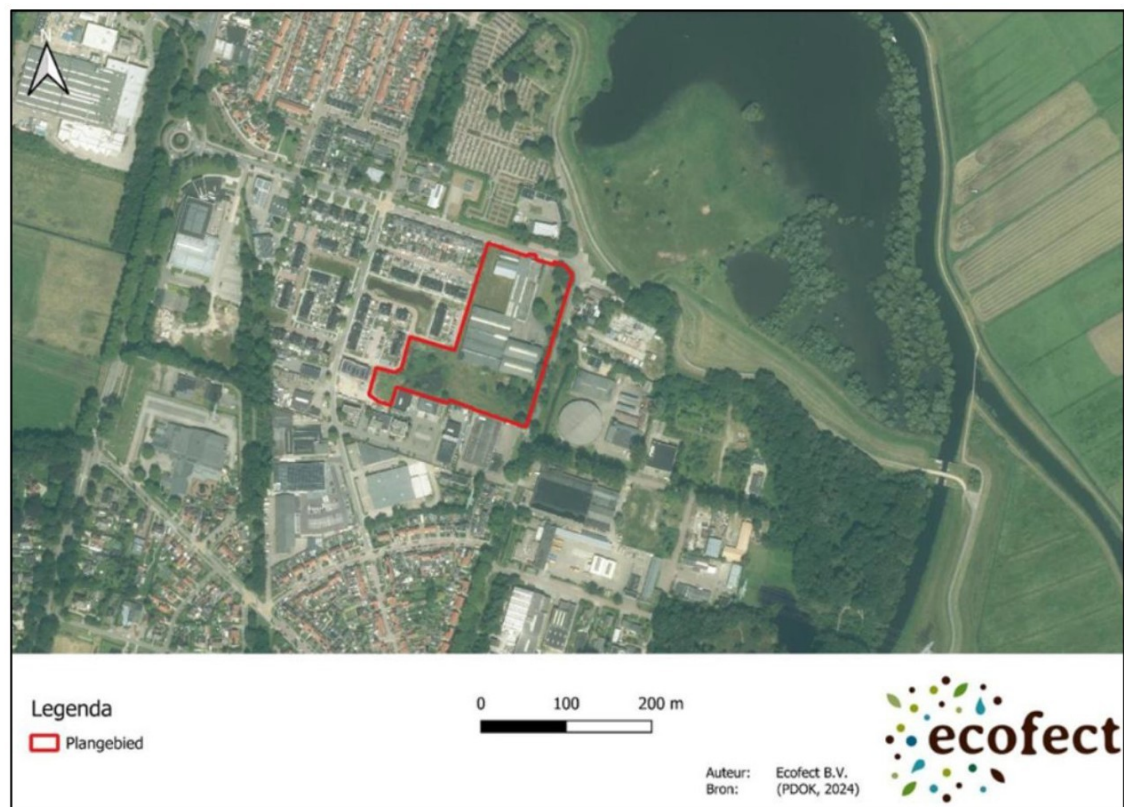 N
Legenda
Plangebied
0 100 200 m
ecofect
Auteur: Ecofect B.V.
Bron: (PDOK, 2024)